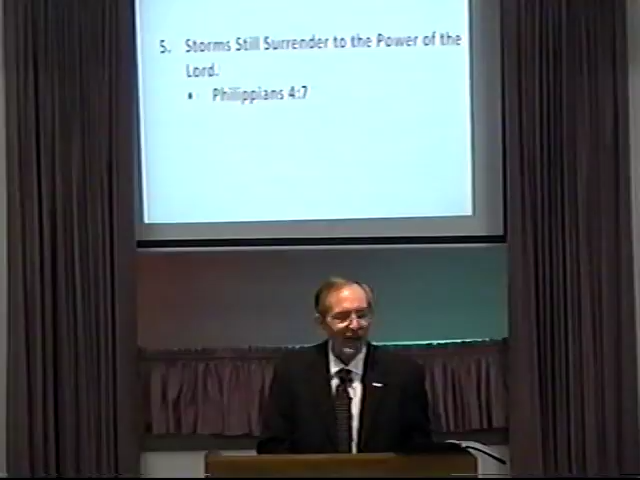 5. Storms Still Surrender to the Power of the
Lord.
• Philippians 4:7